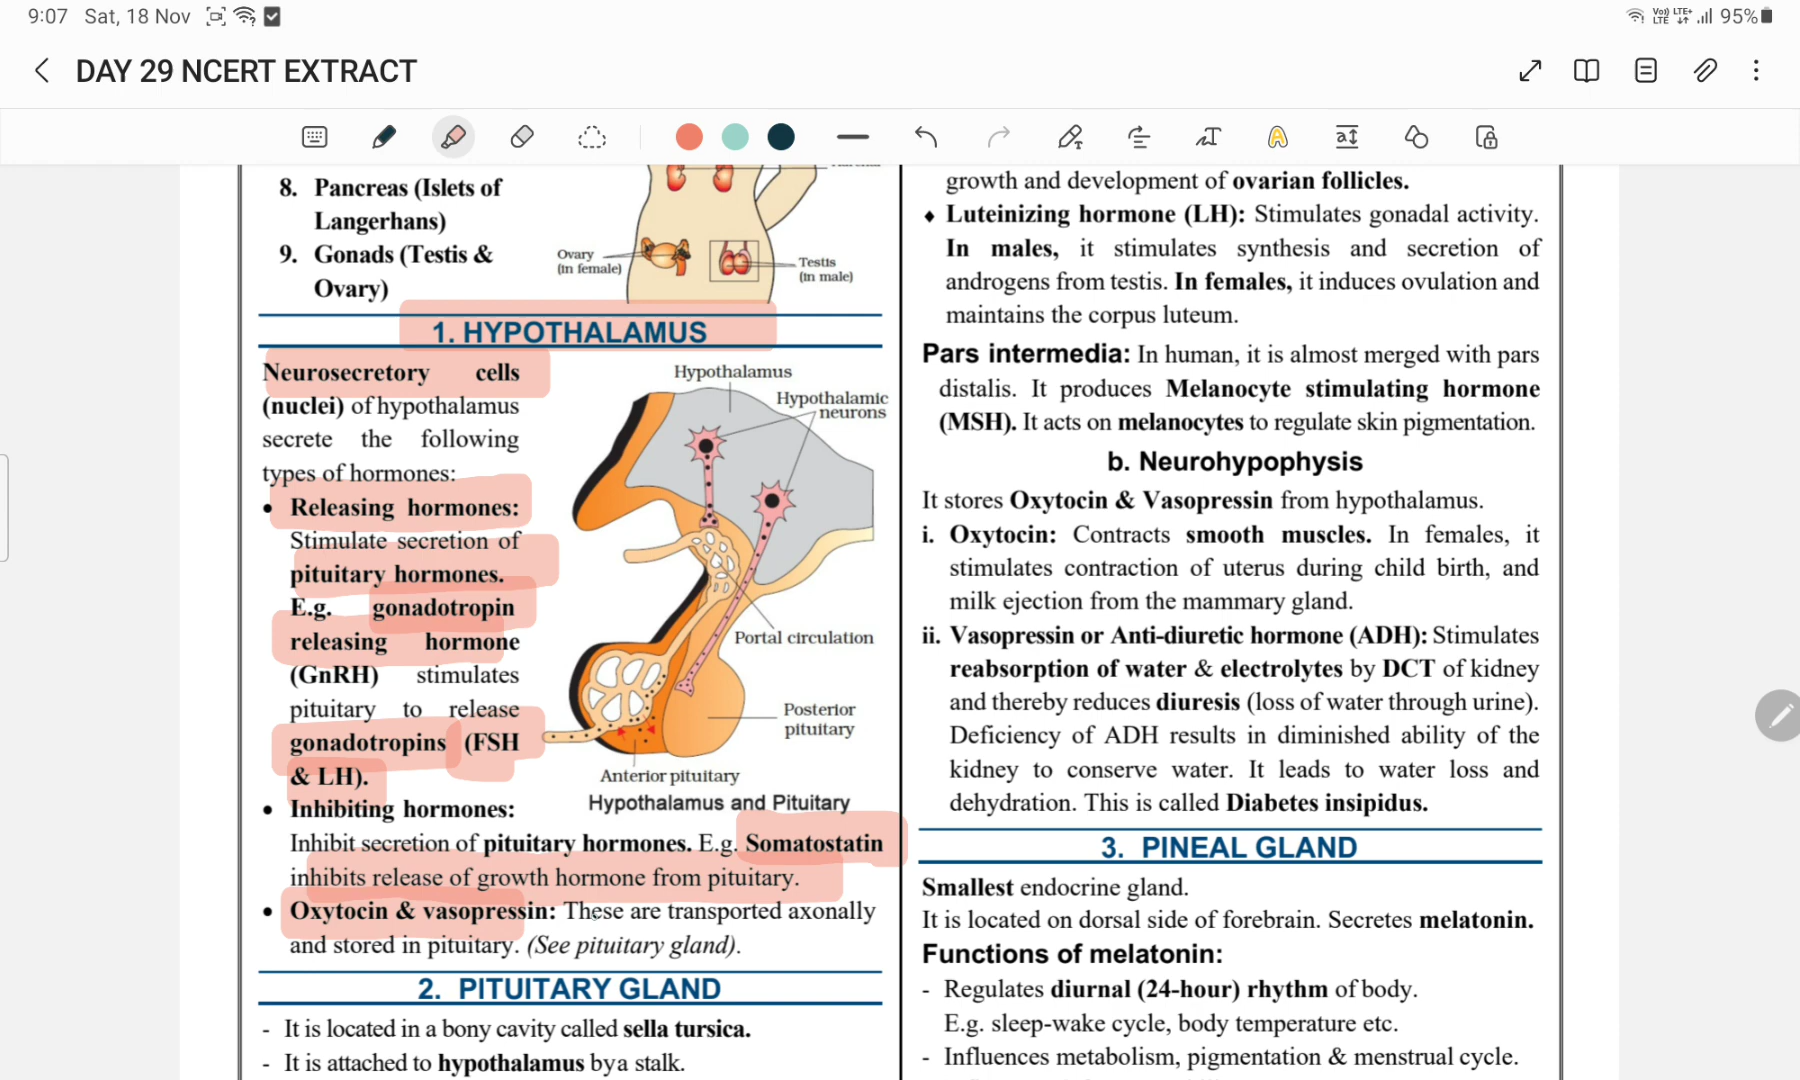 9:07 Sat, 18 Nov
Vo)) LTE+
LTE
95%
DAY 29 NCERT EXTRACT
8. Pancreas (Islets of
Langerhans)
9. Gonads (Testis &
Ovary)
Ovary
(in female)
Testis
(in male)
1. HYPOTHALAMUS
Neurosecretory cells
(nuclei) of hypothalamus
secrete the following
types of hormones:
• Releasing hormones:
Stimulate secretion of
pituitary hormones.
E.g. gonadotropin
releasing hormone
(GnRH) stimulates
pituitary to release
gonadotropins (FSH
& LH).
Hypothalamus
Hypothalamic
neurons
Portal circulation
Posterior
pituitary
Anterior pituitary
Hypothalamus and Pituitary
• Inhibiting hormones:
Inhibit secretion of pituitary hormones. E.g. Somatostatin
inhibits release of growth hormone from pituitary.
• Oxytocin & vasopressin: These are transported axonally
and stored in pituitary. (See pituitary gland).
2. PITUITARY GLAND
- It is located in a bony cavity called sella tursica.
- It is attached to hypothalamus bya stalk.
growth and development of ovarian follicles.
♦ Luteinizing hormone (LH): Stimulates gonadal activity.
In males, it stimulates synthesis and secretion of
androgens from testis. In females, it induces ovulation and
maintains the corpus luteum.
Pars intermedia: In human, it is almost merged with pars
distalis. It produces Melanocyte stimulating hormone
(MSH). It acts on melanocytes to regulate skin pigmentation.
b. Neurohypophysis
It stores Oxytocin & Vasopressin from hypothalamus.
i. Oxytocin: Contracts smooth muscles. In females, it
stimulates contraction of uterus during child birth, and
milk ejection from the mammary gland.
ii. Vasopressin or Anti-diuretic hormone (ADH): Stimulates
reabsorption of water & electrolytes by DCT of kidney
and thereby reduces diuresis (loss of water through urine).
Deficiency of ADH results in diminished ability of the
kidney to conserve water. It leads to water loss and
dehydration. This is called Diabetes insipidus.
3. PINEAL GLAND
Smallest endocrine gland.
It is located on dorsal side of forebrain. Secretes melatonin.
Functions of melatonin:
- Regulates diurnal (24-hour) rhythm of body.
E.g. sleep-wake cycle, body temperature etc.
- Influences metabolism, pigmentation & menstrual cycle.